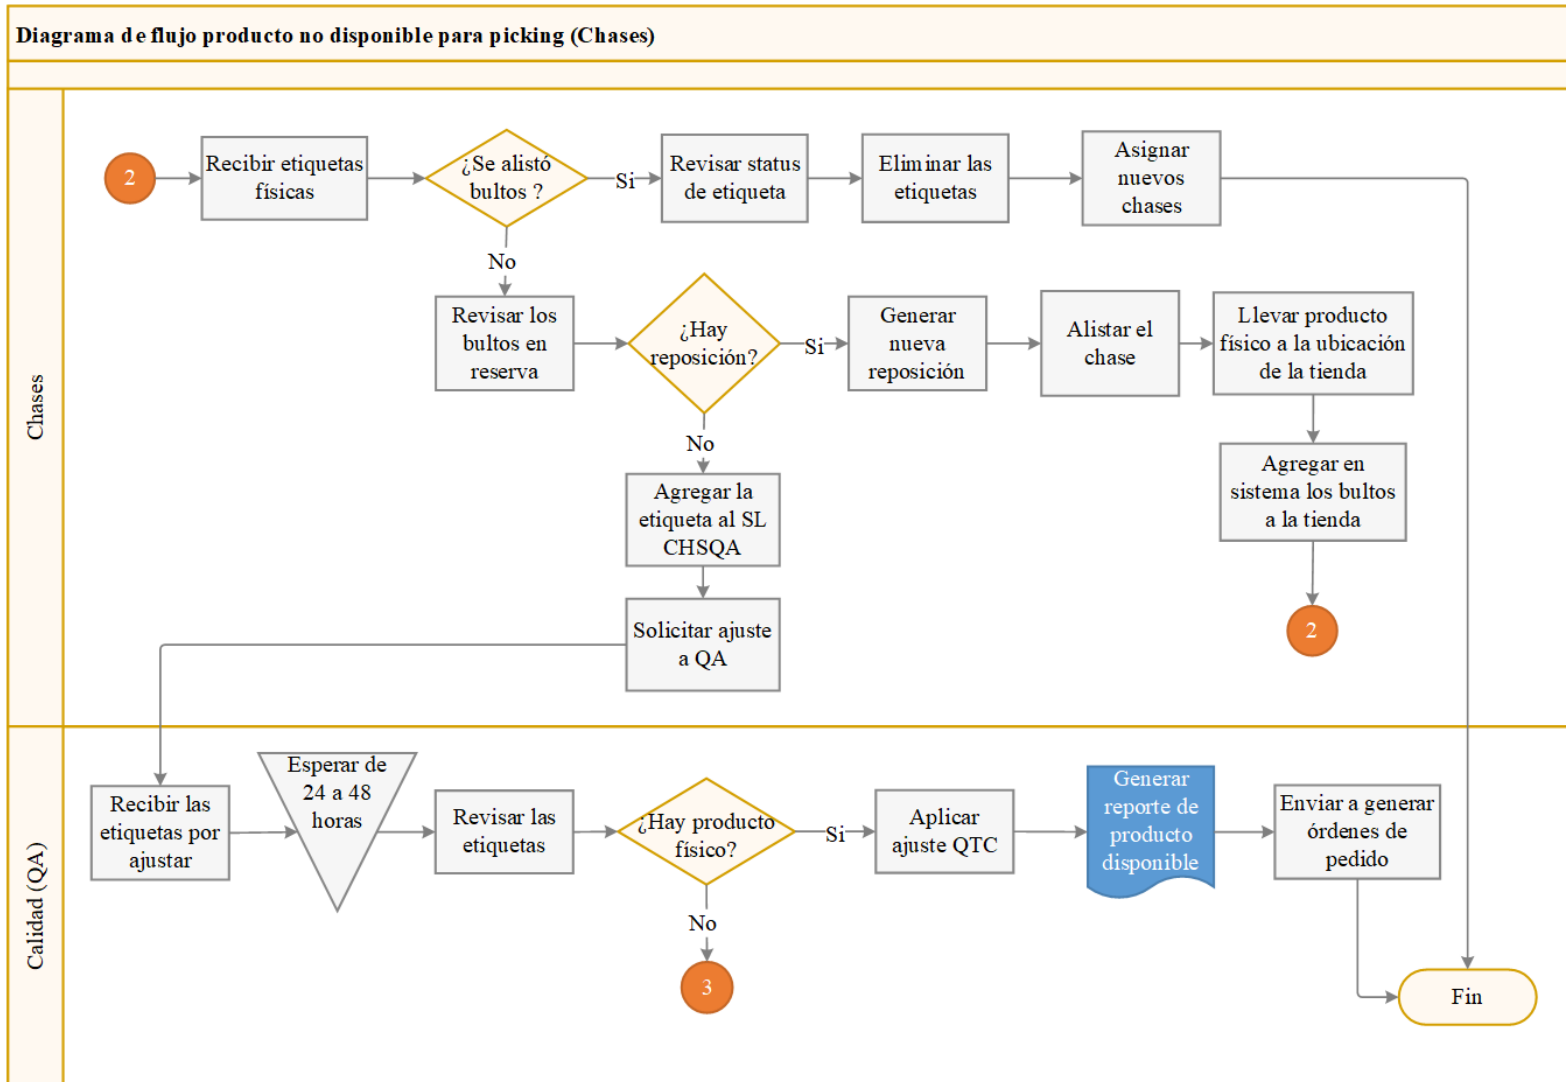 Diagrama de flujo producto no disponible para picking (Chases)
Chases
2
Recibir etiquetas
físicas
¿Se alistó
bultos ?
Si
Revisar status
de etiqueta
Eliminar las
etiquetas
Asignar
nuevos
chases
No
Revisar los
bultos en
reserva
¿Hay
reposición?
Si
Generar
nueva
reposición
Alistar el
chase
Llevar producto
físico a la ubicación
de la tienda
No
Agregar la
etiqueta al SL
CHSQA
Agregar en
sistema los bultos
a la tienda
Solicitar ajuste
a QA
2
Calidad (QA)
Recibir las
etiquetas por
ajustar
Esperar de
24 a 48
horas
Revisar las
etiquetas
¿Hay producto
físico?
Si
Aplicar
ajuste QTC
Generar
reporte de
producto
disponible
Enviar a generar
órdenes de
pedido
No
3
Fin